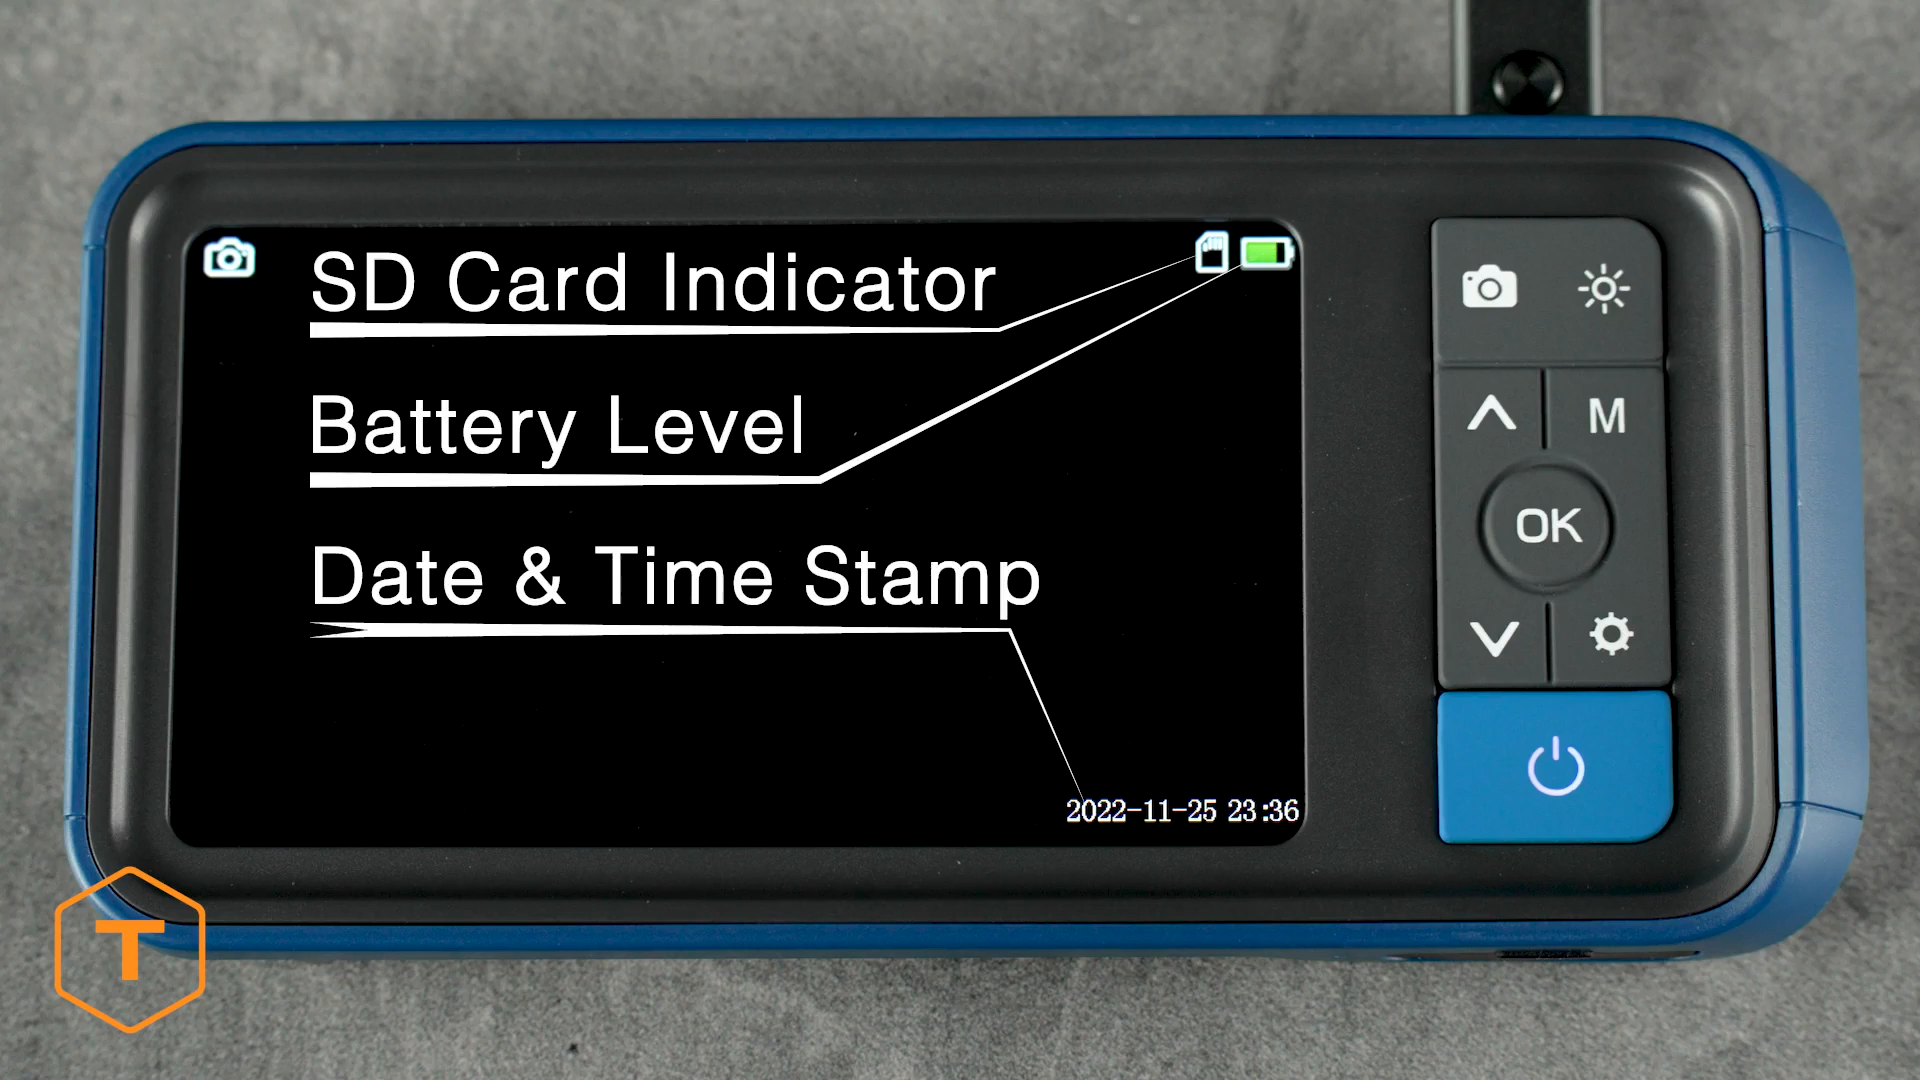 SD Card Indicator
Battery Level
Date & Time Stamp
2022-11-25 23:36
M
OK
T